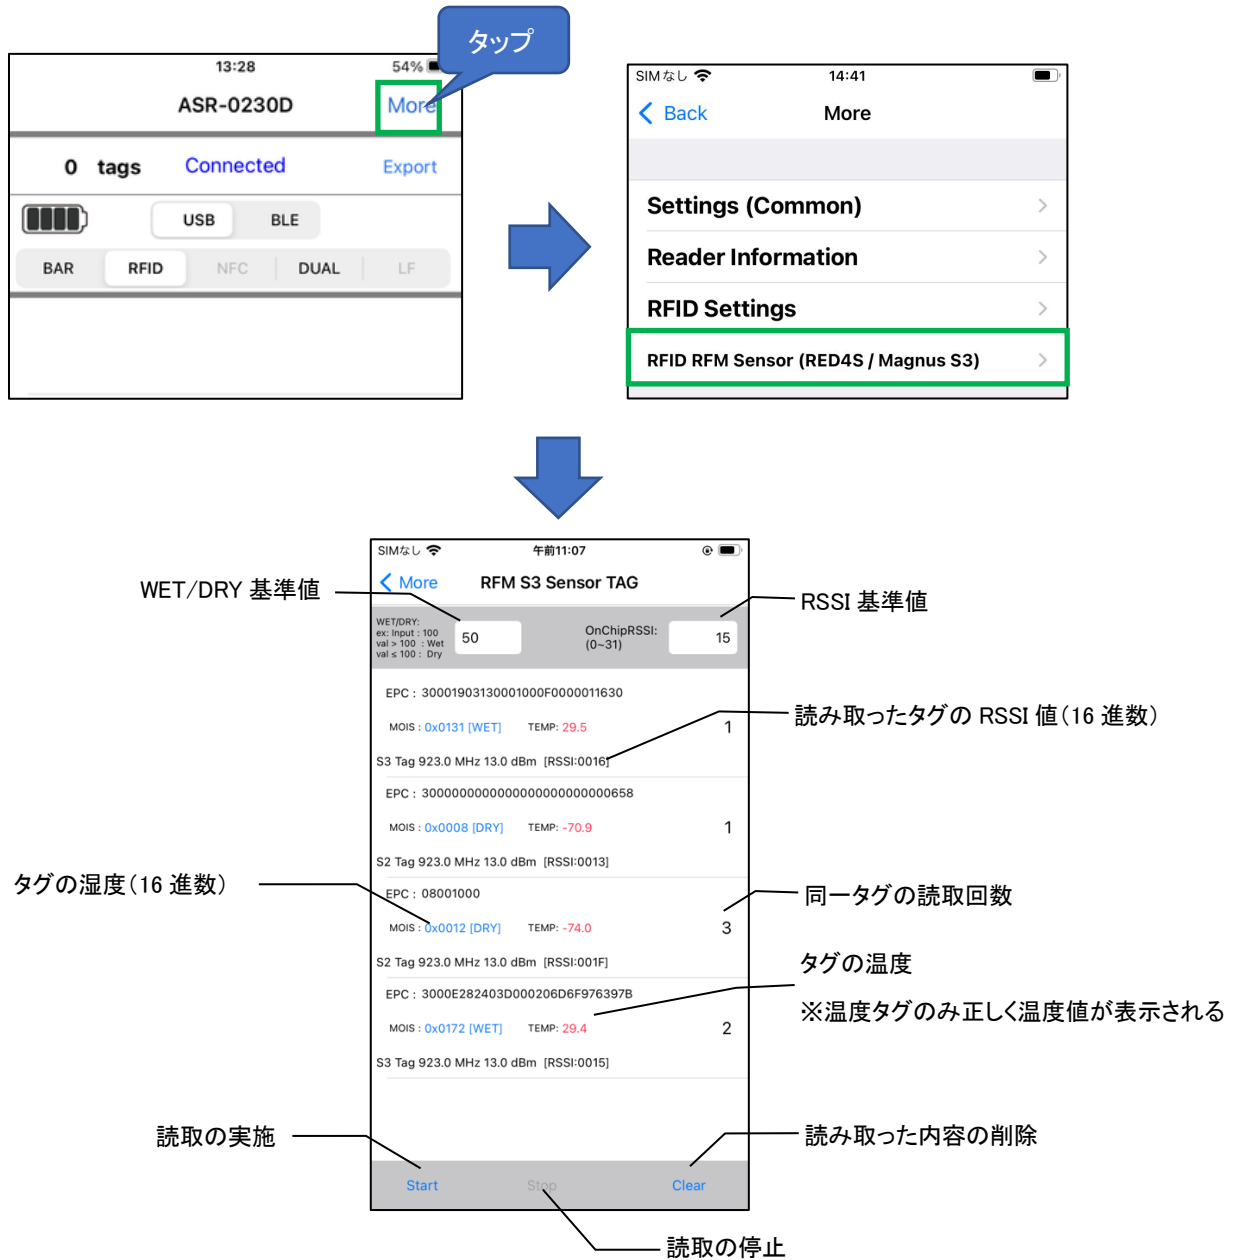 タップ
13:28 54%
ASR-0230D More
0 tags Connected Export
USB BLE
BAR RFID NFC DUAL LF
SIMなし 14:41
Back More
Settings (Common)
Reader Information
RFID Settings
RFID RFM Sensor (RED4S / Magnus S3)
SIMなし 午前11:07
More RFM S3 Sensor TAG
WET/DRY 基準値
RSSI 基準値
WET/DRY:
ex: Input : 100
val > 100 : Wet
val ≤ 100 : Dry
50
OnChipRSSI:
(0~31)
15
EPC : 30001903130001000F0000011630
MOIS : 0x0131 [WET] TEMP: 29.5 1
読み取ったタグの RSSI 値(16 進数)
S3 Tag 923.0 MHz 13.0 dBm [RSSI:0016]
EPC : 3000000000000000000000000658
MOIS : 0x0008 [DRY] TEMP: -70.9 1
S2 Tag 923.0 MHz 13.0 dBm [RSSI:0013]
タグの湿度(16 進数)
EPC : 08001000
同一タグの読取回数
MOIS : 0x0012 [DRY] TEMP: -74.0 3
S2 Tag 923.0 MHz 13.0 dBm [RSSI:001F]
タグの温度
※温度タグのみ正しく温度値が表示される
EPC : 3000E282403D000206D6F976397B
MOIS : 0x0172 [WET] TEMP: 29.4 2
S3 Tag 923.0 MHz 13.0 dBm [RSSI:0015]
読取の実施
読み取った内容の削除
Start Stop Clear
読取の停止